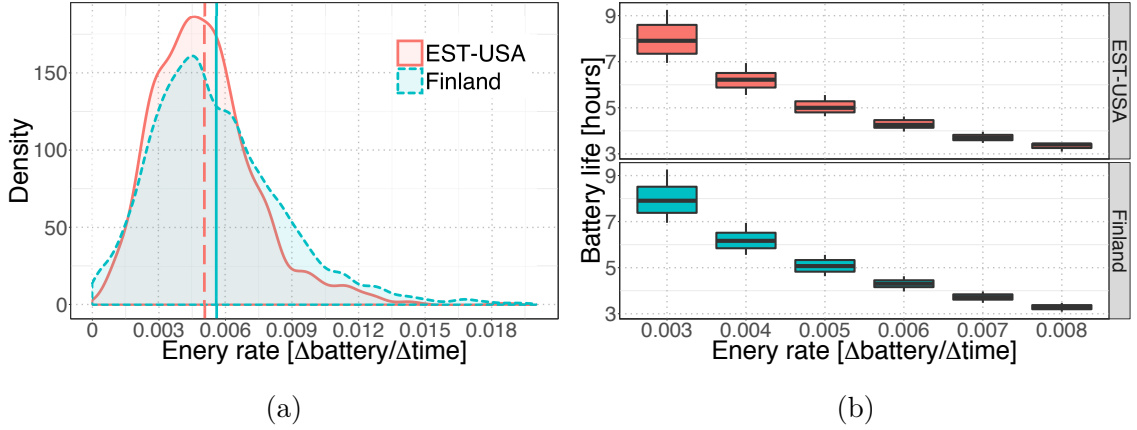 Density
150
100
50
0
EST-USA
Finland
0 0.003 0.006 0.009 0.012 0.015 0.018
Enery rate [Δbattery/Δtime]
(a)
Battery life [hours]
9
7
5
3
EST-USA
9
7
5
3
Finland
0.003 0.004 0.005 0.006 0.007 0.008
Enery rate [Δbattery/Δtime]
(b)